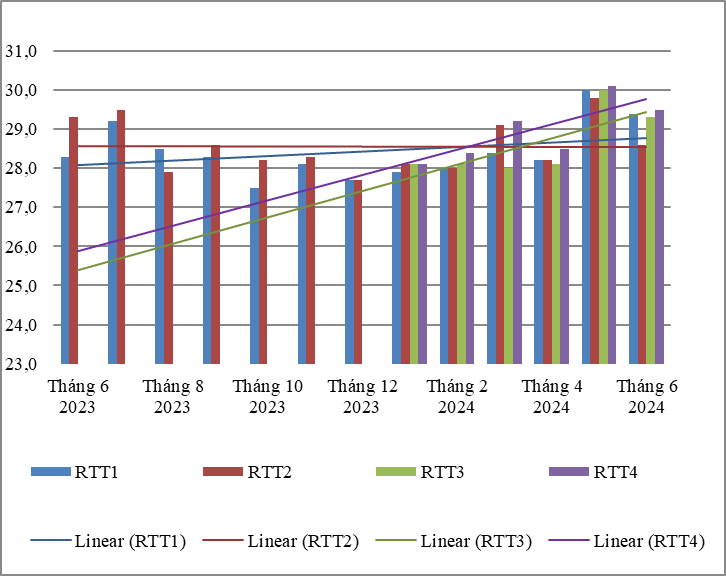 31,0
30,0
29,0
28,0
27,0
26,0
25,0
24,0
23,0
Tháng 6 Tháng 8 Tháng 10 Tháng 12 Tháng 2 Tháng 4 Tháng 6
2023 2023 2023 2023 2024 2024 2024
RTT1 RTT2 RTT3 RTT4
Linear (RTT1) Linear (RTT2) Linear (RTT3) Linear (RTT4)